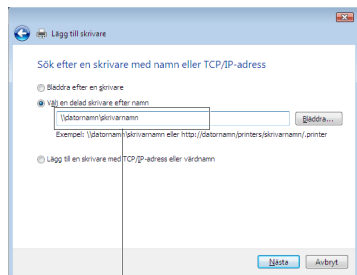 Lägg till skrivare
Sök efter en skrivare med namn eller TCP/IP-adress
Bläddra efter en skrivare
Välj en delad skrivare efter namn
\\datornamn\skrivarnamn
Bläddra...
Exempel: \\datornamn\skrivarnamn eller http://datornamn/printers/skrivarnamn/.printer
Lägg till en skrivare med TCP/IP-adress eller värdnamn
Nästa
Avbryt